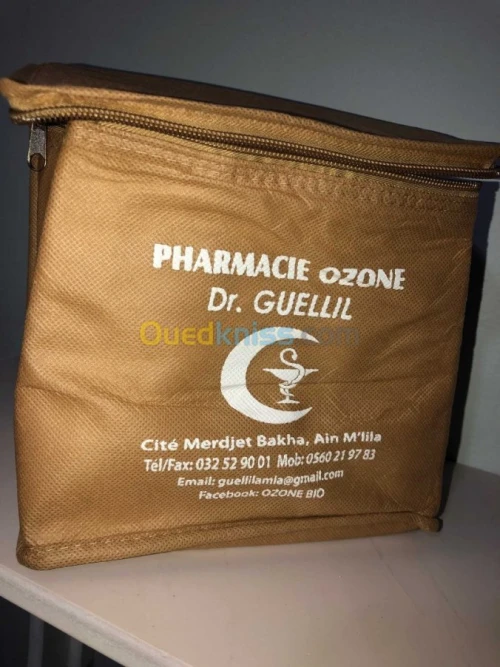 PHARMACIE OZONE
Dr. GUELLIL
Ouedkniss.com
Cité Merdjet Bakha, Ain M'lila
Tel/Fax: 032 52 90 01 Mob: 0560 21 97 83
Email: guellilamia@gmail.com
Facebook: OZONE BIO